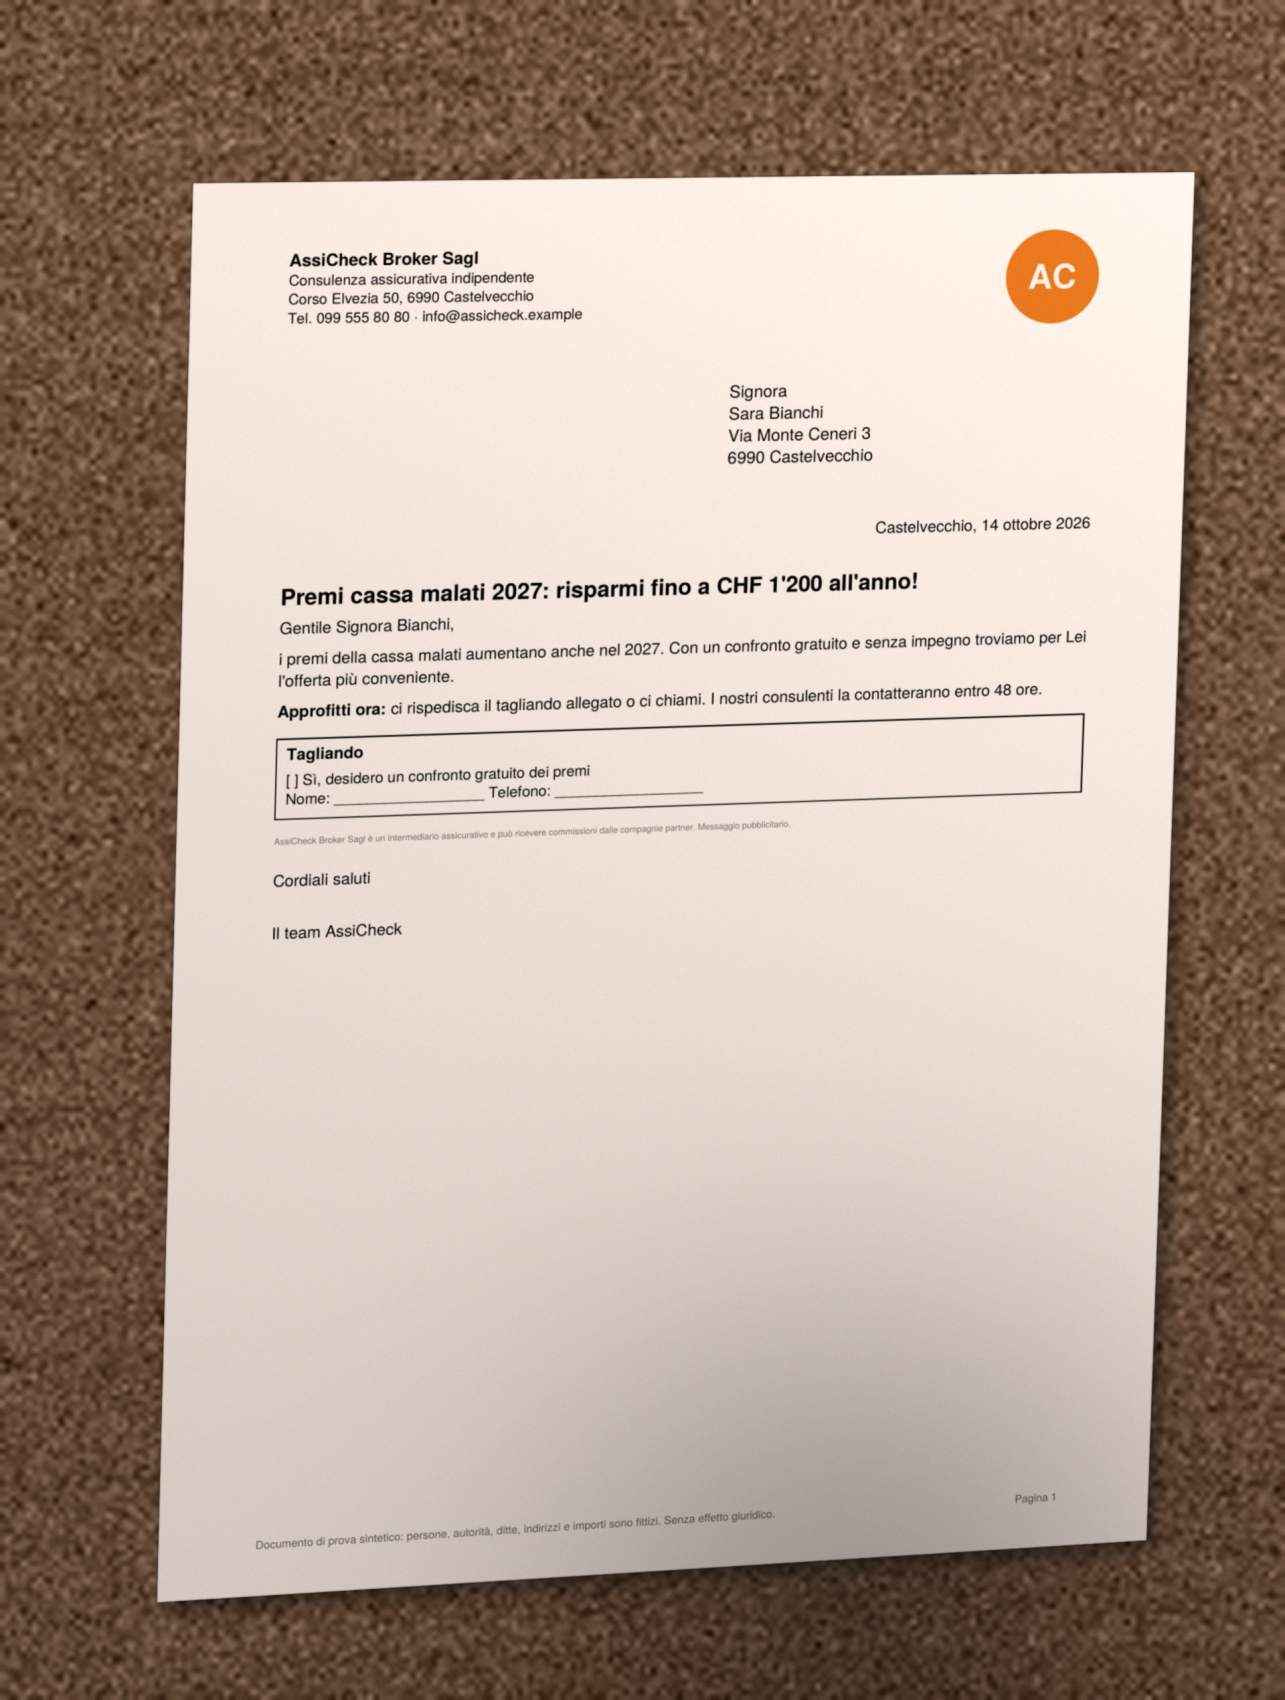 AssiCheck Broker Sagl
Consulenza assicurativa indipendente
Corso Elvezia 50, 6990 Castelvecchio
Tel. 099 555 80 80 · info@assicheck.example
AC
Signora
Sara Bianchi
Via Monte Ceneri 3
6990 Castelvecchio
Castelvecchio, 14 ottobre 2026
Premi cassa malati 2027: risparmi fino a CHF 1'200 all'anno!
Gentile Signora Bianchi,
i premi della cassa malati aumentano anche nel 2027. Con un confronto gratuito e senza impegno troviamo per Lei
l'offerta più conveniente.
Approfitti ora: ci rispedisca il tagliando allegato o ci chiami. I nostri consulenti la contatteranno entro 48 ore.
Tagliando
[ ] Sì, desidero un confronto gratuito dei premi
Nome: ___________________ Telefono: ___________________
AssiCheck Broker Sagl è un intermediario assicurativo e può ricevere commissioni dalle compagnie partner. Messaggio pubblicitario.
Cordiali saluti
Il team AssiCheck
Pagina 1
Documento di prova sintetico: persone, autorità, ditte, indirizzi e importi sono fittizi. Senza effetto giuridico.